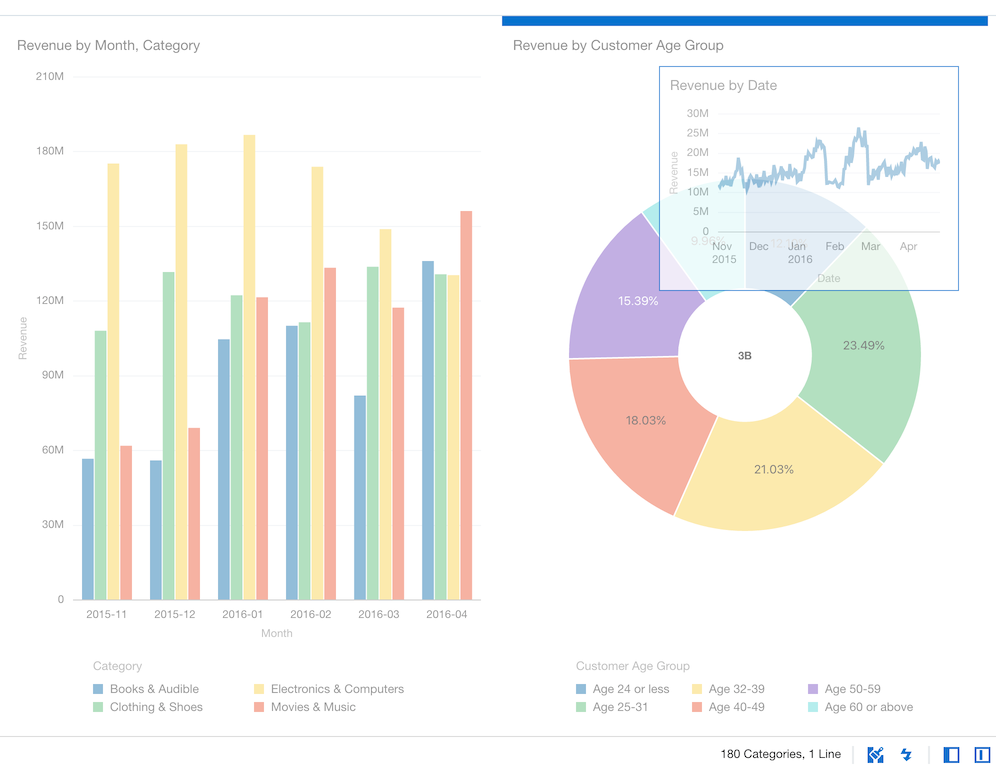 Revenue by Month, Category
210M
180M
150M
120M
90M
60M
30M
0
Revenue
2015-11 2015-12 2016-01 2016-02 2016-03 2016-04
Month
Category
Books & Audible Electronics & Computers
Clothing & Shoes Movies & Music
Revenue by Customer Age Group
Revenue by Date
30M
25M
20M
15M
10M
5M
0
Revenue
Nov Dec Jan Feb Mar Apr
2015 2016
Date
9.96%
15.39%
23.49%
3B
18.03%
21.03%
Customer Age Group
Age 24 or less Age 32-39 Age 50-59
Age 25-31 Age 40-49 Age 60 or above
180 Categories, 1 Line